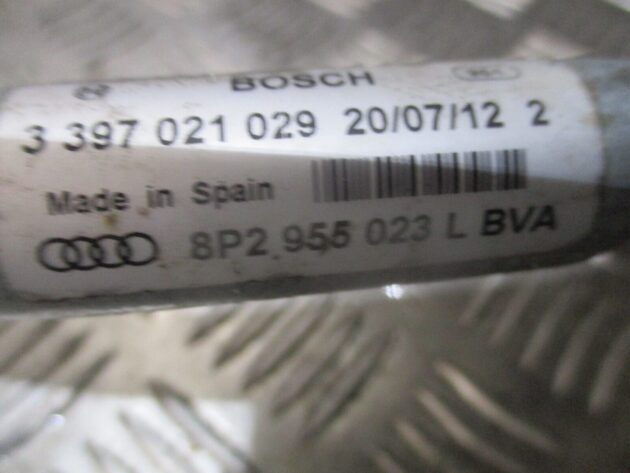 BOSCH
3 397 021 029 20/07/12 2
Made in Spain
8P2 955 023 L BVA